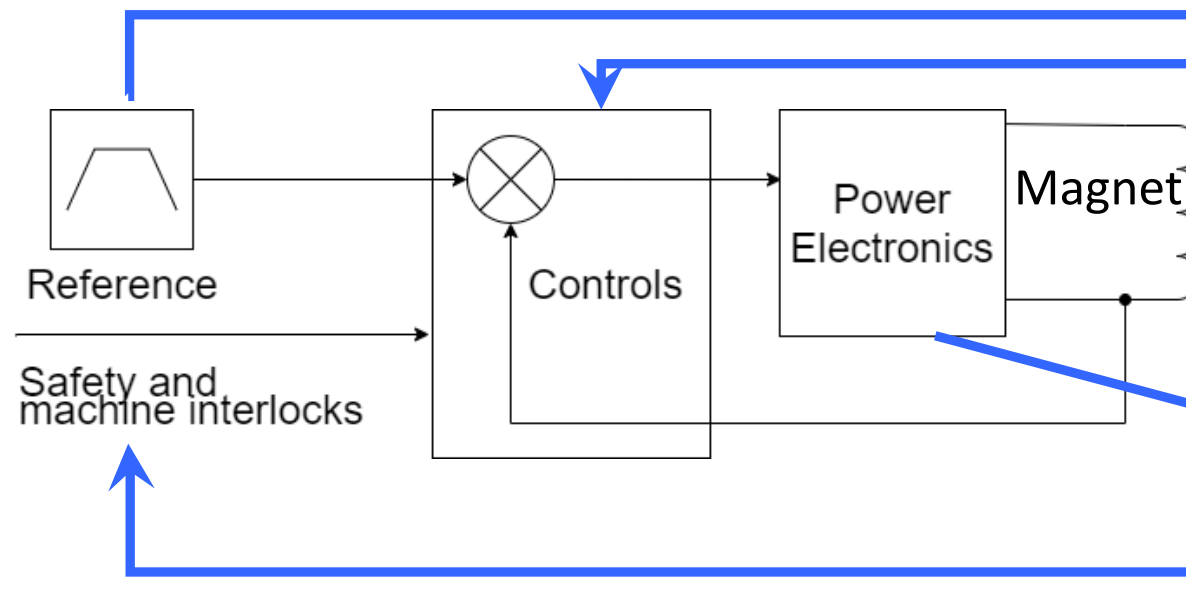 Magnet
Power
Electronics
Reference
Controls
Safety and
machine interlocks